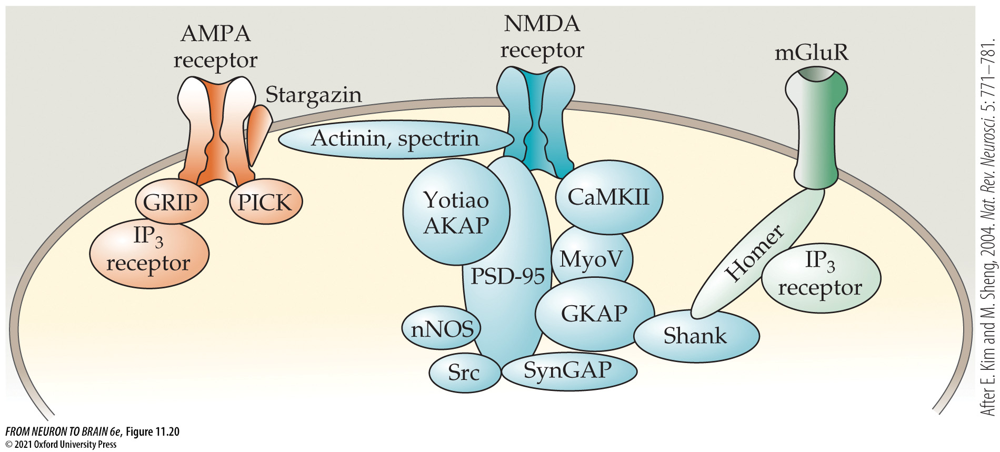 AMPA
receptor
NMDA
receptor
mGluR
Stargazin
Actinin, spectrin
GRIP
PICK
IP3
receptor
Yotiao
AKAP
CaMKII
MyoV
PSD-95
GKAP
nNOS
Src
SynGAP
Shank
Homer
IP3
receptor
After E. Kim and M. Sheng, 2004. Nat. Rev. Neurosci. 5: 771–781.
FROM NEURON TO BRAIN 6e, Figure 11.20
© 2021 Oxford University Press